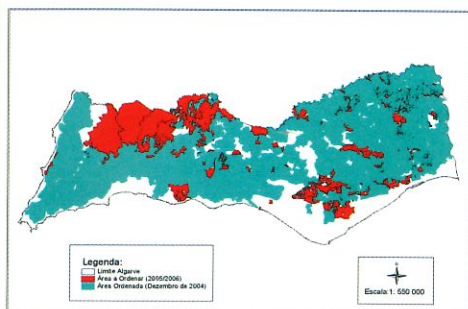 Legenda:
Limite Algarve
Área a Ordenar (2005/2006)
Área Ordenada (Dezembro de 2004)
Escala 1: 550 000